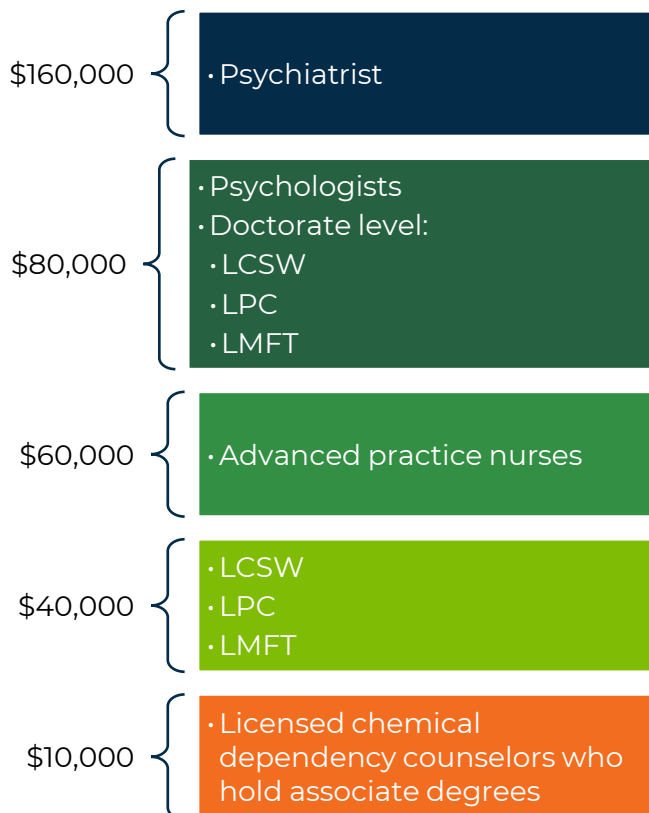 $160,000
· Psychiatrist
$80,000
· Psychologists
· Doctorate level:
· LCSW
· LPC
· LMFT
$60,000
· Advanced practice nurses
$40,000
· LCSW
· LPC
· LMFT
$10,000
· Licensed chemical
dependency counselors who
hold associate degrees